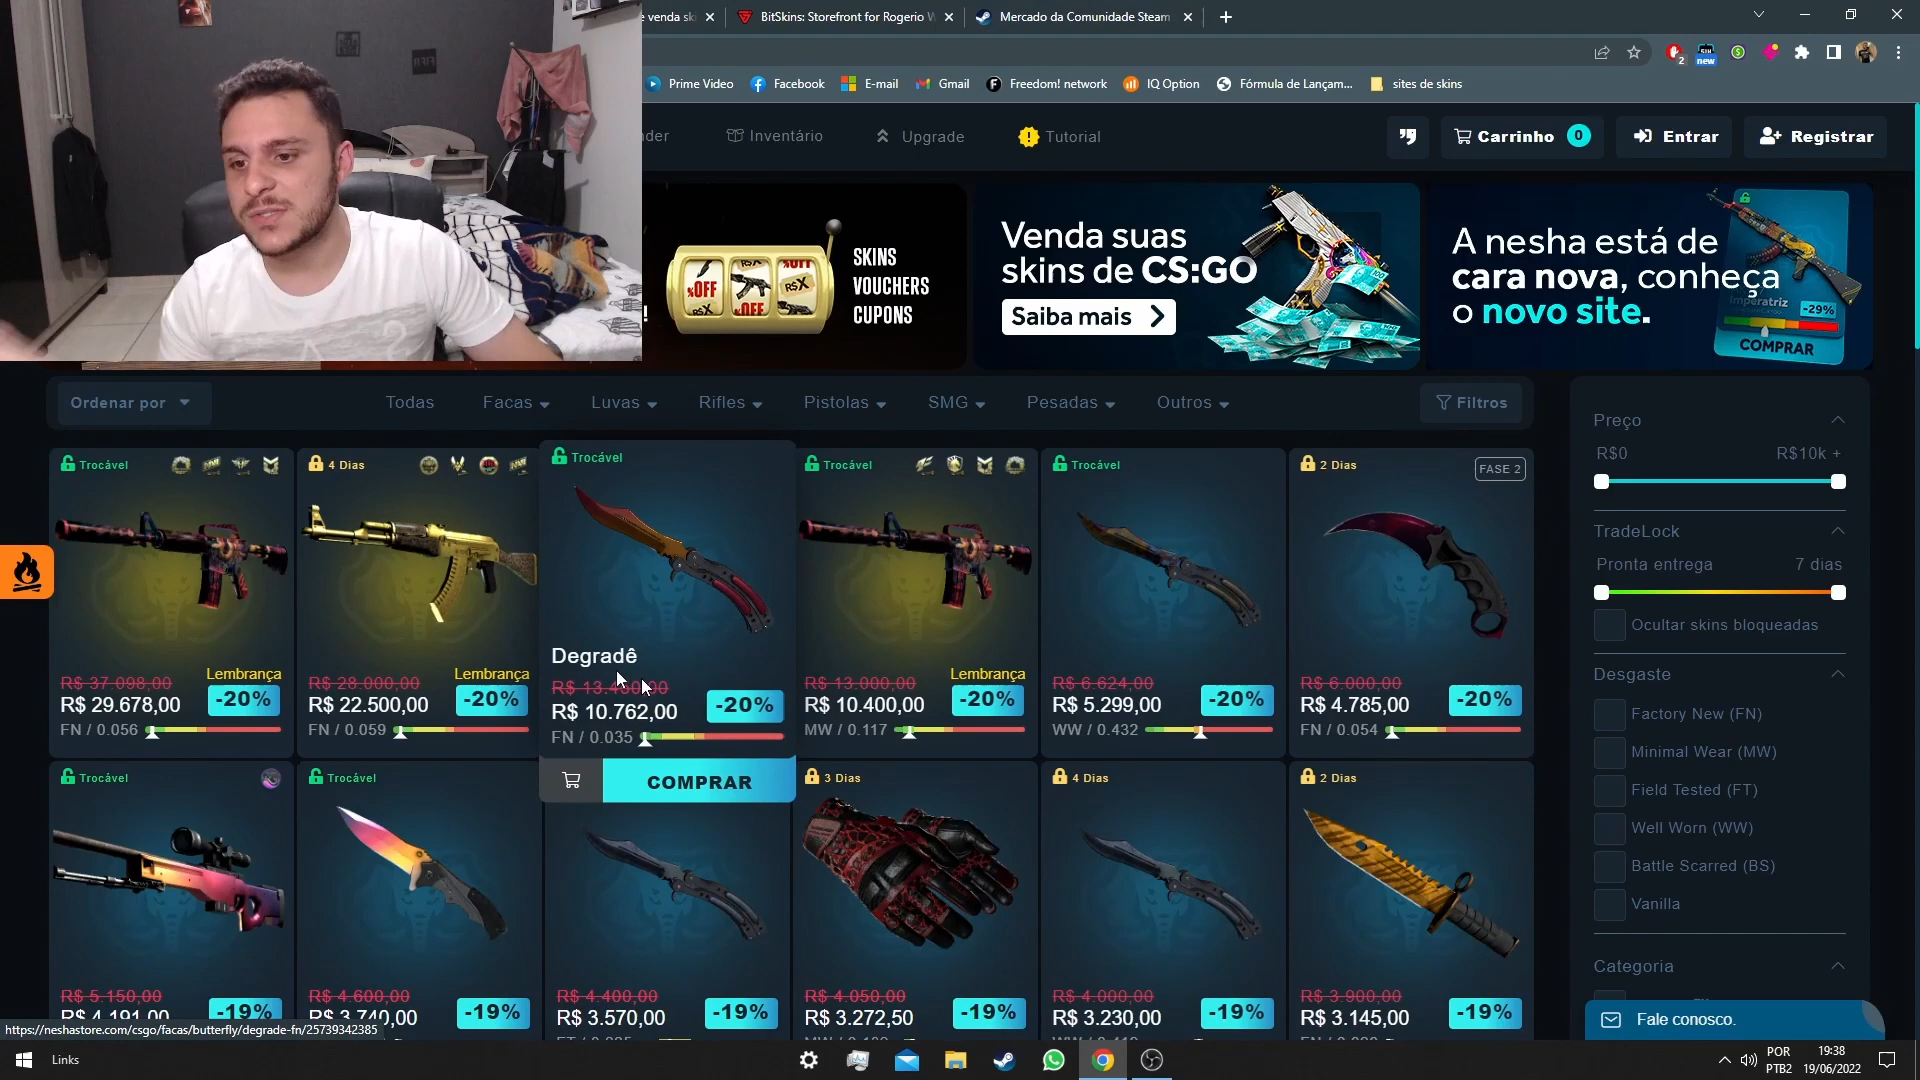 e venda sk
BitSkins: Storefront for Rogerio W
Mercado da Comunidade Steam
2
new
Prime Video
Facebook
E-mail
Gmail
Freedom! network
IQ Option
Fórmula de Lançam...
sites de skins
nder
Inventário
Upgrade
Tutorial
Carrinho 0
Entrar
Registrar
%OFF
R$X
SKINS
VOUCHERS
CUPONS
Venda suas
skins de CS:GO
Saiba mais
A nesha está de
cara nova, conheça
o novo site.
Imperatriz
-29%
COMPRAR
Ordenar por
Todas
Facas
Luvas
Rifles
Pistolas
SMG
Pesadas
Outros
Filtros
Trocável
Lembrança
R$ 37.098,00
R$ 29.678,00
-20%
FN / 0.056
4 Dias
Lembrança
R$ 28.000,00
R$ 22.500,00
-20%
FN / 0.059
Trocável
Degradê
R$ 10.762,00
-20%
FN / 0.035
COMPRAR
Trocável
Lembrança
R$ 13.000,00
R$ 10.400,00
-20%
MW / 0.117
Trocável
R$ 6.624,00
R$ 5.299,00
-20%
WW / 0.432
2 Dias
FASE 2
R$ 6.000,00
R$ 4.785,00
-20%
FN / 0.054
Trocável
R$ 5.150,00
R$ 4.191,00
-19%
Trocável
R$ 4.600,00
R$ 3.740,00
-19%
R$ 4.400,00
R$ 3.570,00
-19%
3 Dias
R$ 4.050,00
R$ 3.272,50
-19%
4 Dias
R$ 4.000,00
R$ 3.230,00
-19%
2 Dias
R$ 3.900,00
R$ 3.145,00
-19%
Preço
R$0
R$10k +
TradeLock
Pronta entrega
7 dias
Ocultar skins bloqueadas
Desgaste
Factory New (FN)
Minimal Wear (MW)
Field Tested (FT)
Well Worn (WW)
Battle Scarred (BS)
Vanilla
Categoria
Fale conosco.
https://neshastore.com/csgo/facas/butterfly/degrade-fn/25739342385
Links
POR
PTB2
19:38
19/06/2022